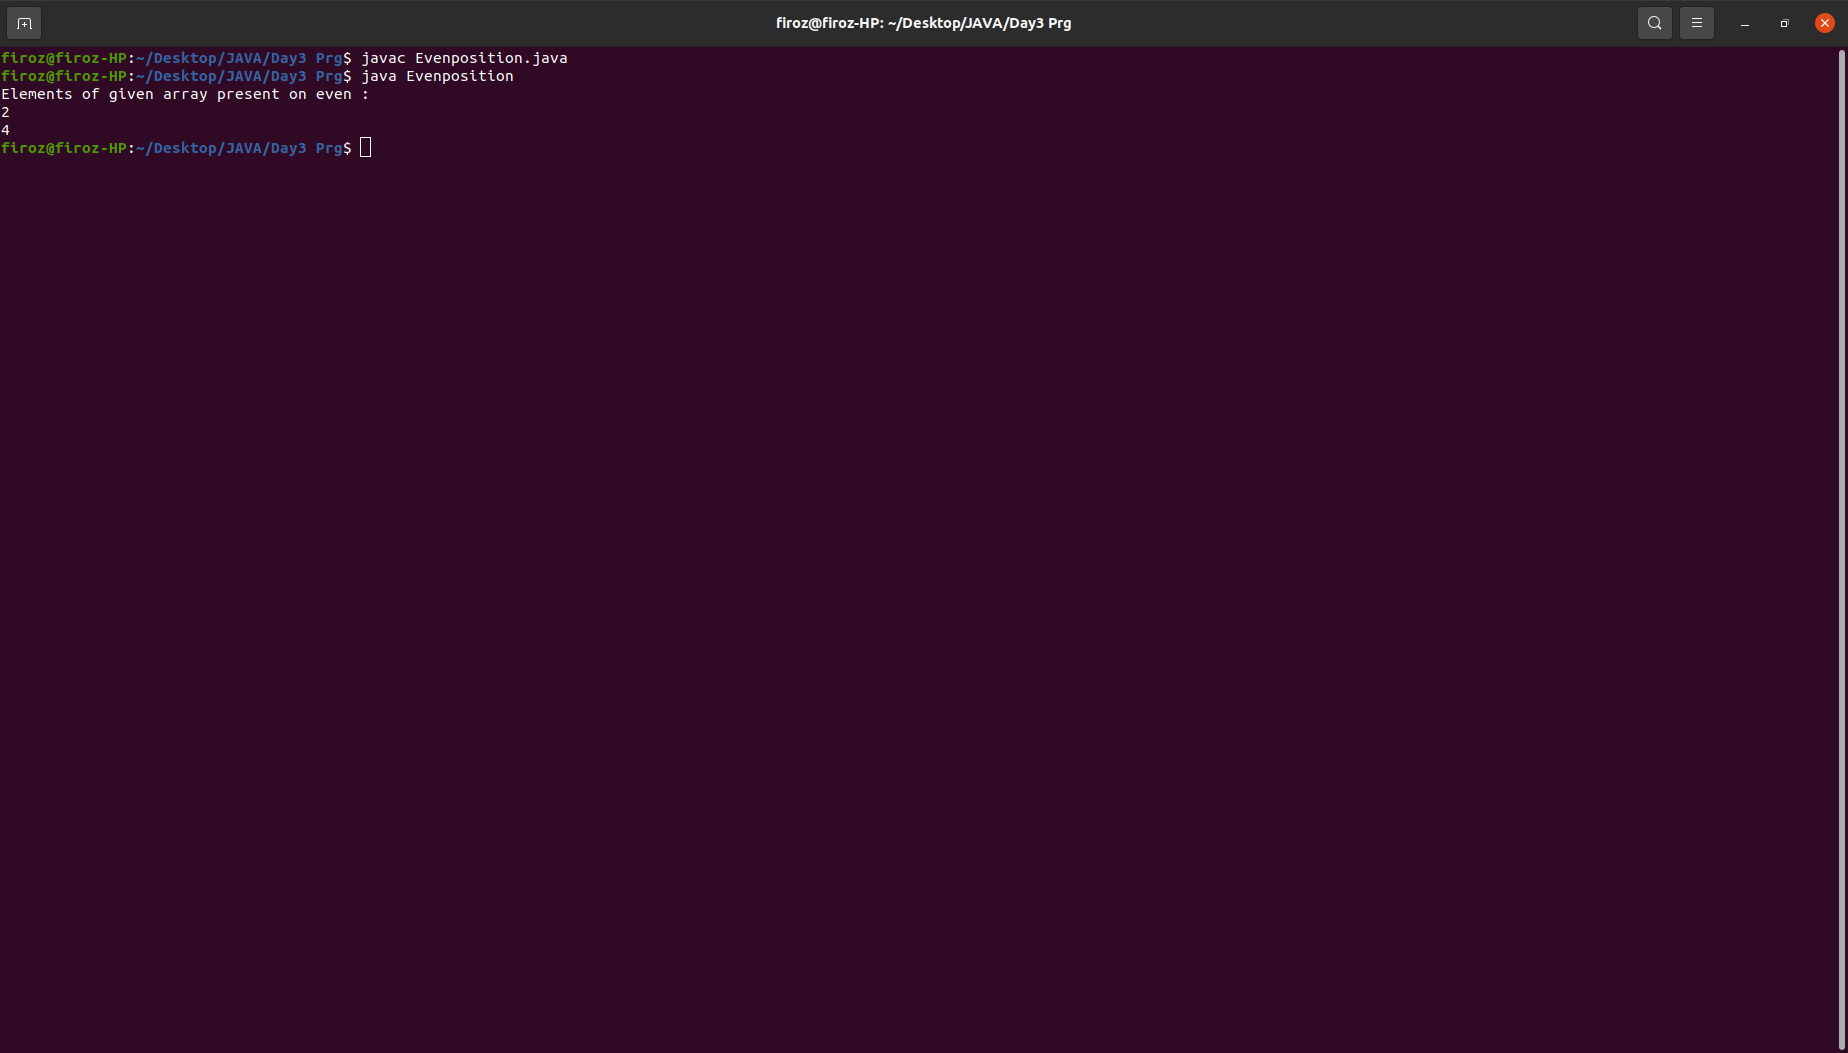 firoz@firoz-HP: ~/Desktop/JAVA/Day3 Prg
firoz@firoz-HP:~/Desktop/JAVA/Day3 Prg$ javac Evenposition.java
firoz@firoz-HP:~/Desktop/JAVA/Day3 Prg$ java Evenposition
Elements of given array present on even :
2
4
firoz@firoz-HP:~/Desktop/JAVA/Day3 Prg$